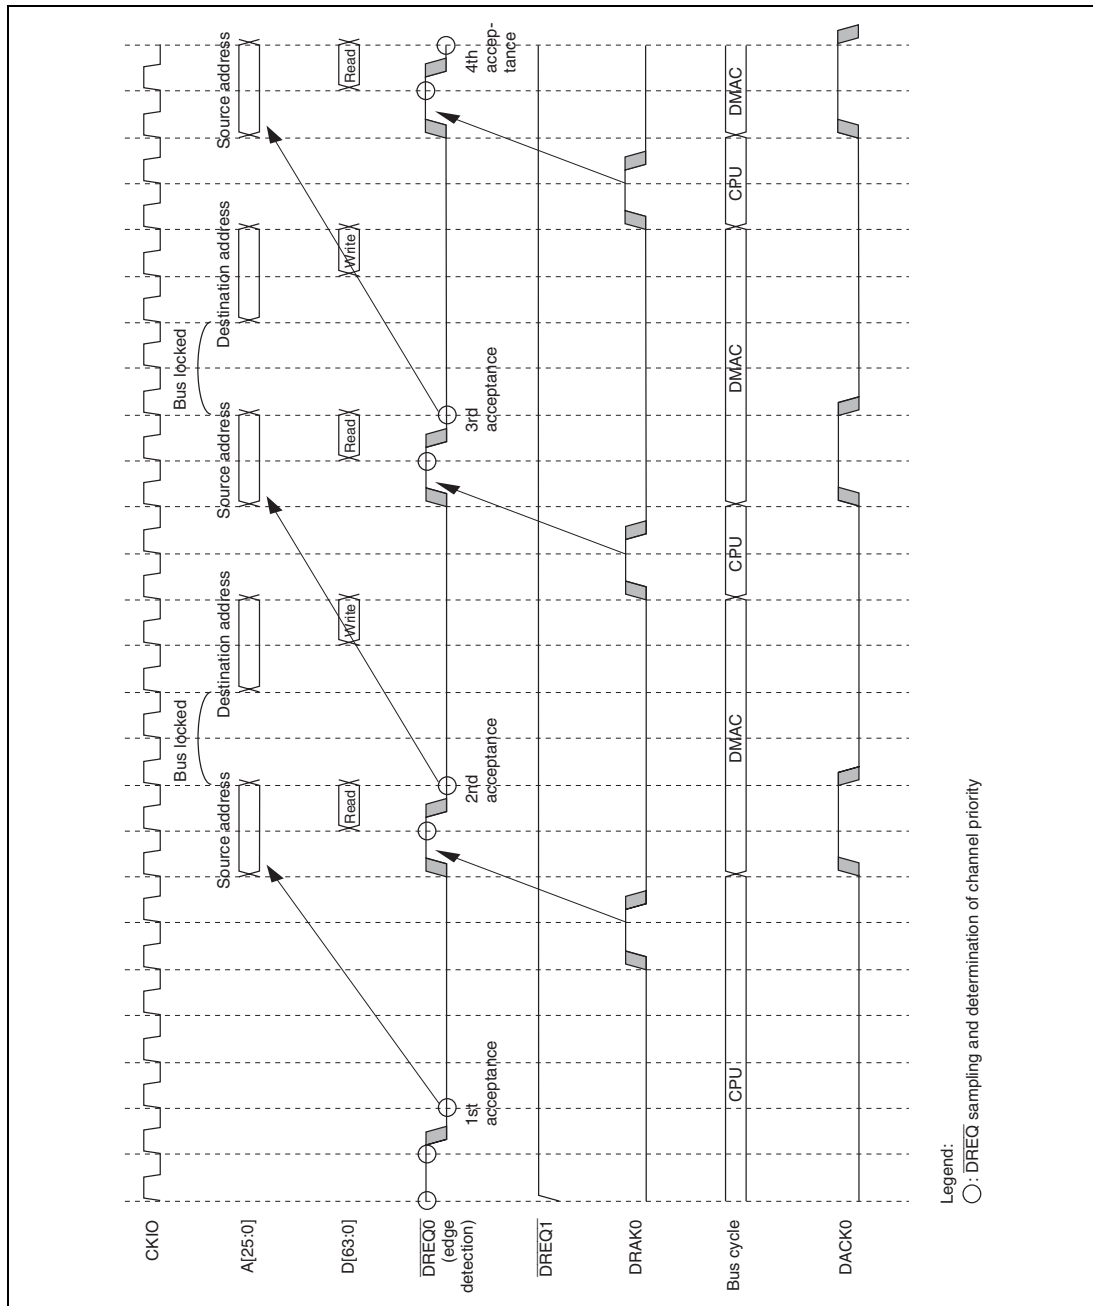 CKIO
Bus locked
Bus locked
Source address
Destination address
Source address
Destination address
Source address
A[25:0]
Read
Write
Read
Write
Read
D[63:0]
DREQ0
(edge
detection)
1st
acceptance
2nd
acceptance
3rd
acceptance
4th
accep-
tance
DREQ1
DRAK0
Bus cycle
CPU
DMAC
CPU
DMAC
CPU
DMAC
DACK0
Legend:
: DREQ sampling and determination of channel priority